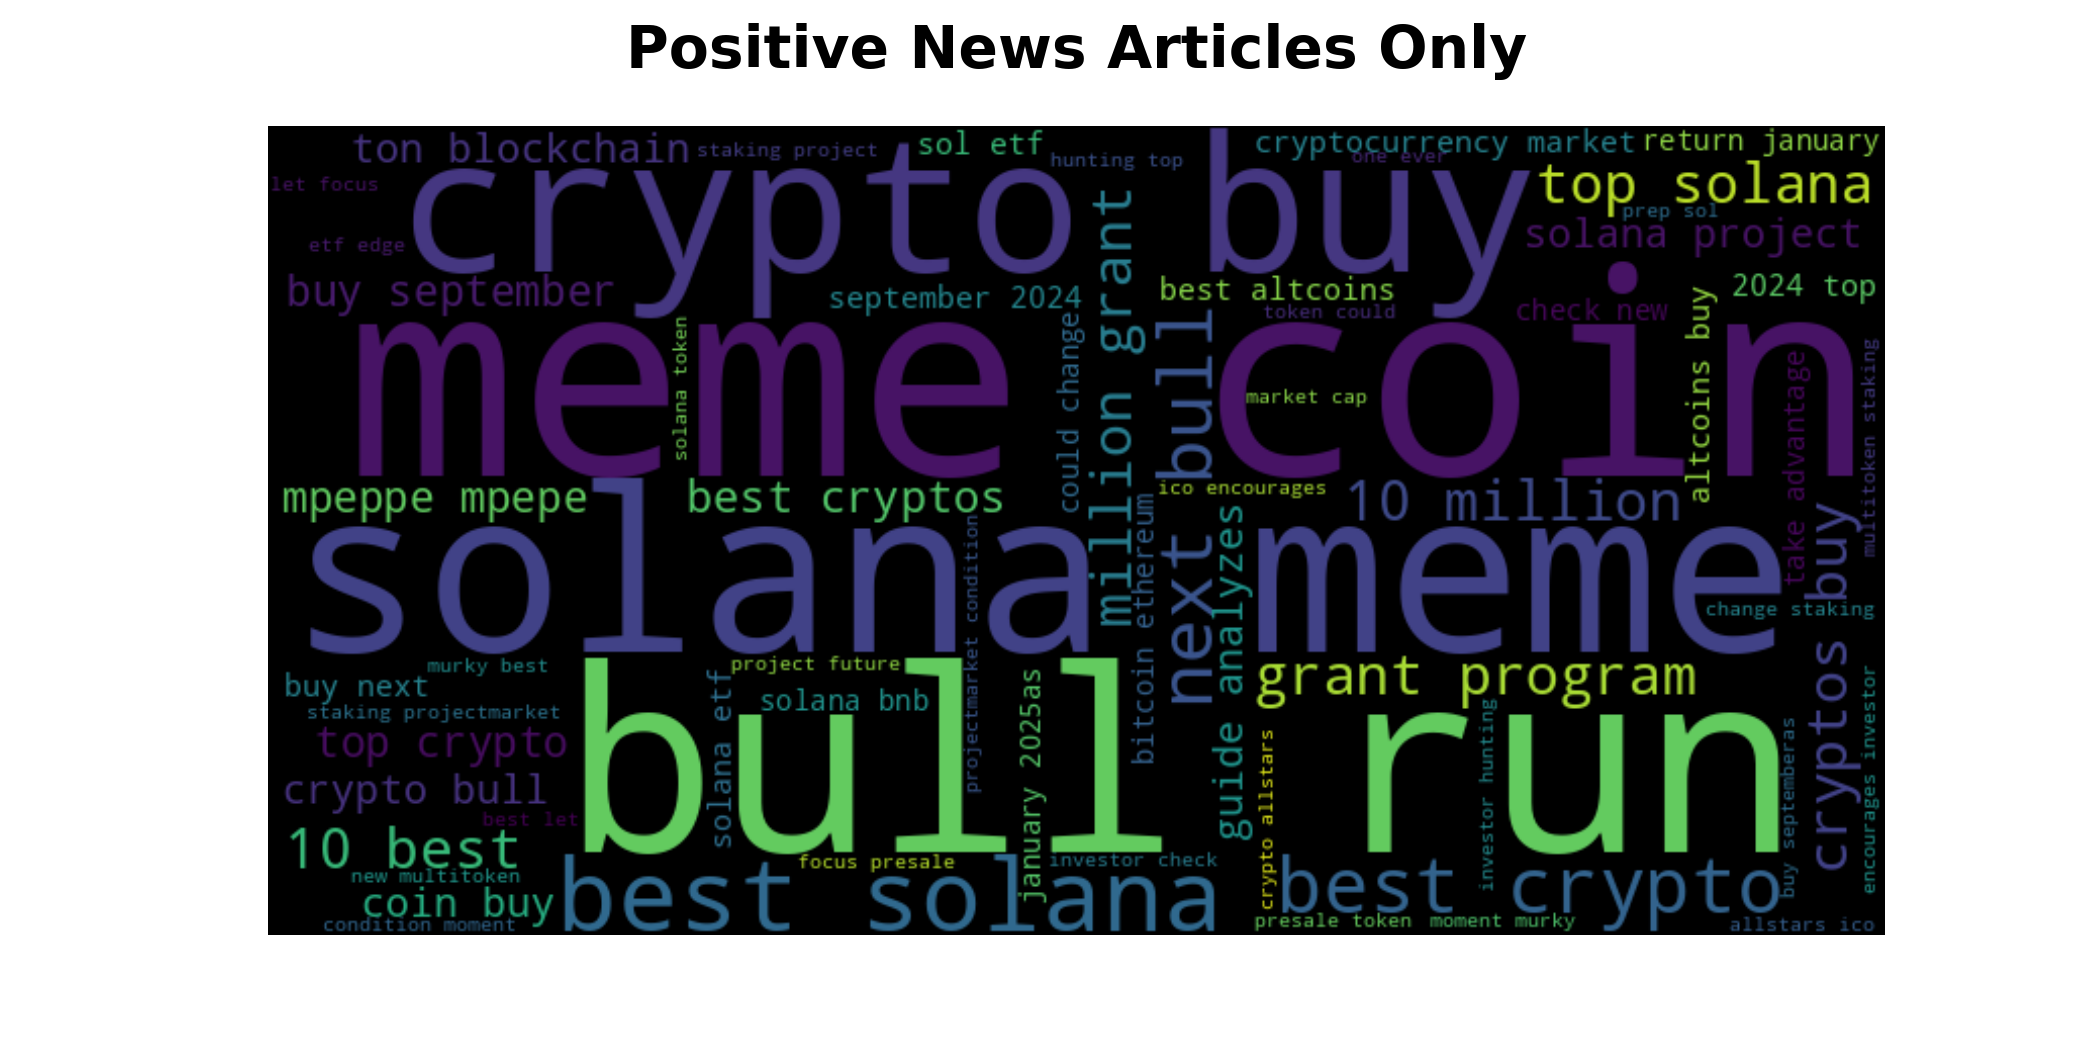 Positive News Articles Only
ton blockchain
staking project
sol etf
hunting top
cryptocurrency market
one ever
return january
let focus
crypto buy
top solana
prep sol
etf edge
solana project
buy september
september 2024
million grant
best altcoins
token could
check new
2024 top
meme coin
solana token
could change
next bull
market cap
altcoins buy
take advantage
multitoken staking
mpeppe mpepe
best cryptos
ico encourages
10 million
solana meme
projectmarket condition
bitcoin ethereum
guide analyzes
cryptos buy
change staking
murky best
project future
grant program
buy next
solana etf
solana bnb
january 2025as
staking projectmarket
bull run
top crypto
crypto bull
best let
crypto allstars
investor hunting
buy septemberas
encourages investor
10 best
focus presale
investor check
new multitoken
coin buy
best solana
best crypto
condition moment
presale token
moment murky
allstars ico